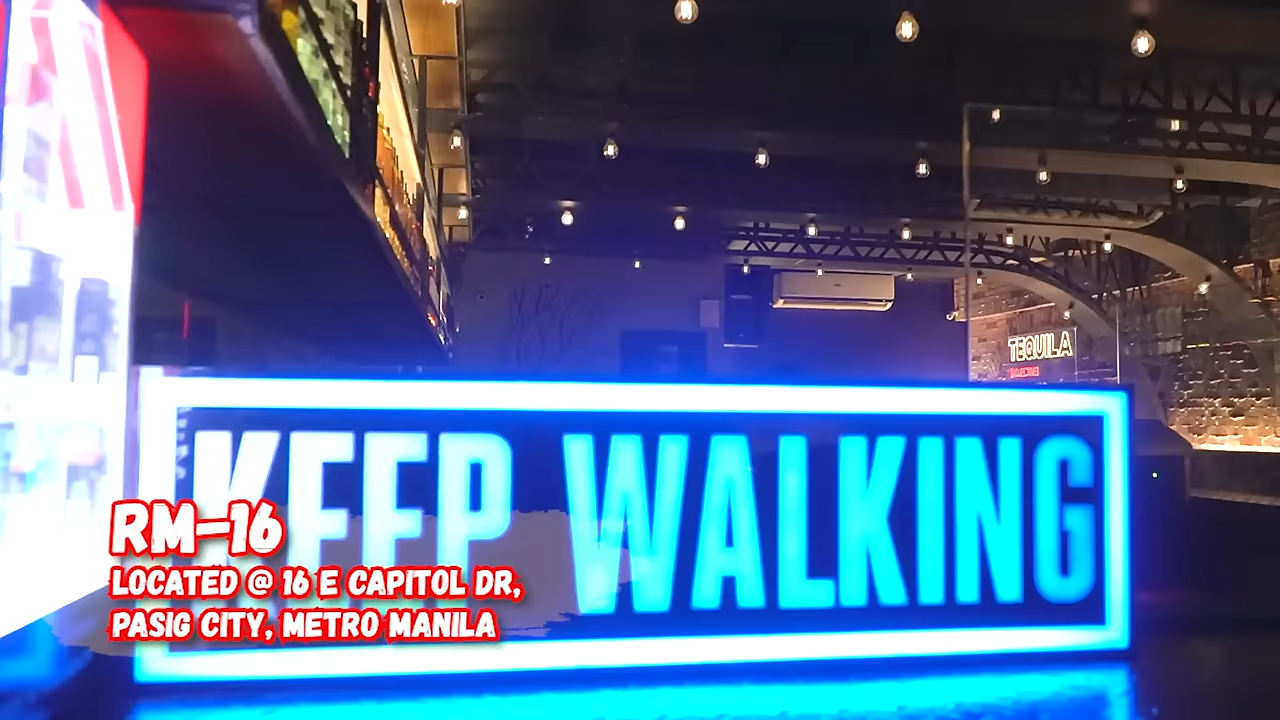 TEQUILA
KEEP WALKING
RM-16
LOCATED @ 16 E CAPITOL DR,
PASIG CITY, METRO MANILA